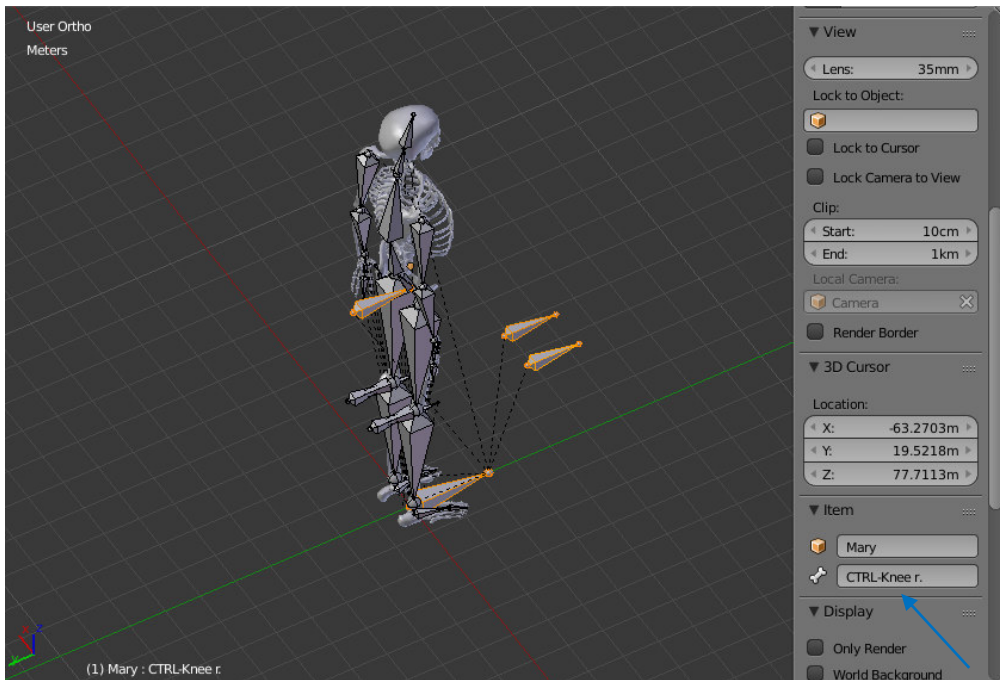 User Ortho
Meters
(1) Mary : CTRL-Knee r.
View
Lens: 35mm
Lock to Object:
Lock to Cursor
Lock Camera to View
Clip:
Start: 10cm
End: 1km
Local Camera:
Camera
Render Border
3D Cursor
Location:
X: -63.2703m
Y: 19.5218m
Z: 77.7113m
Item
Mary
CTRL-Knee r.
Display
Only Render
World Background